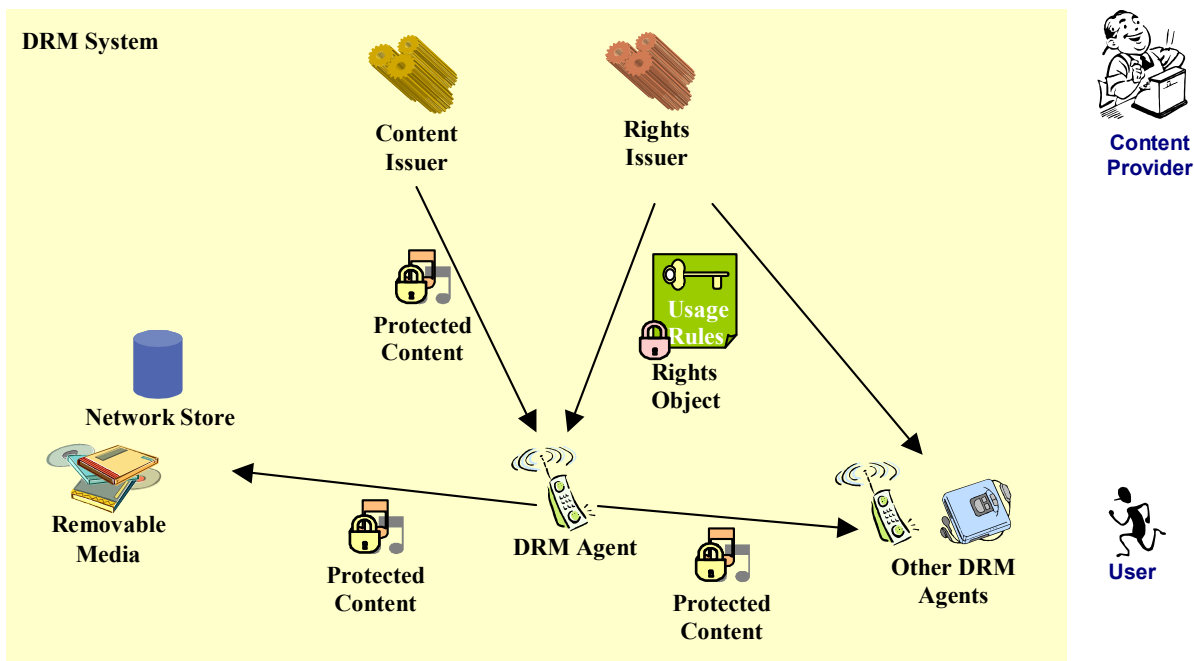 DRM System
Content
Issuer
Rights
Issuer
Content
Provider
Protected
Content
Usage
Rules
Rights
Object
Network Store
Removable
Media
Protected
Content
DRM Agent
Protected
Content
Other DRM
Agents
User